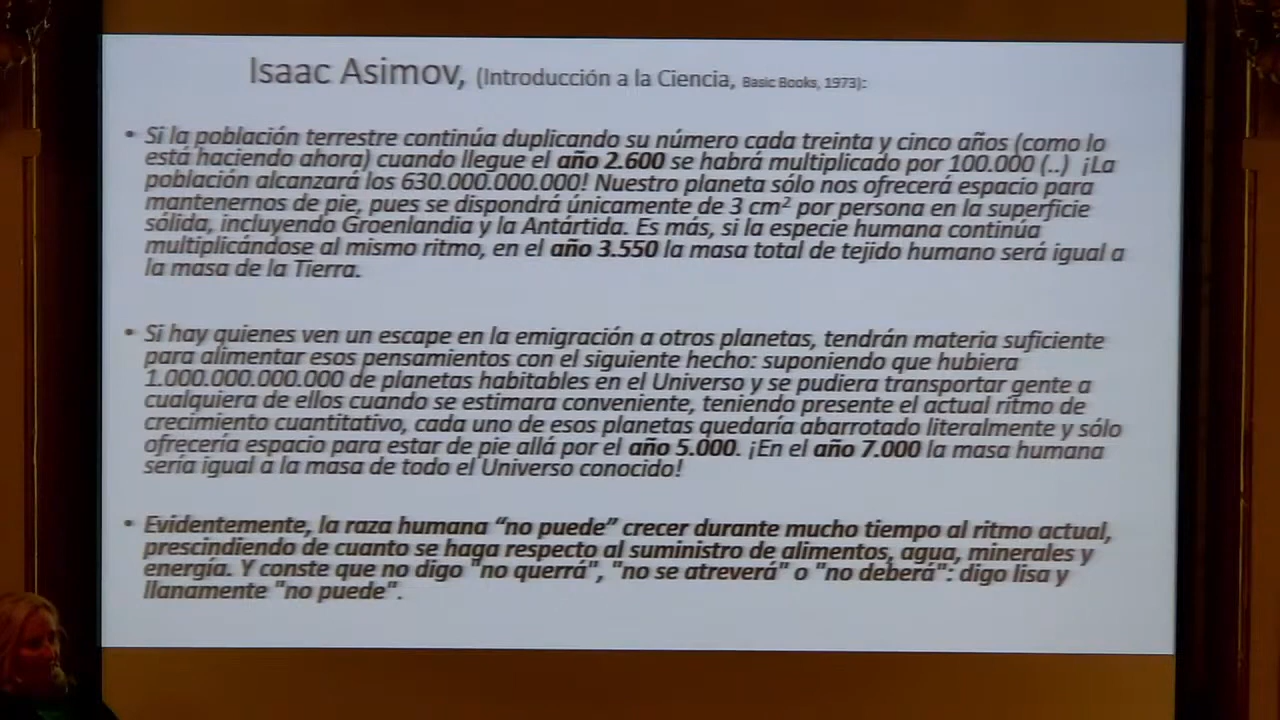 Isaac Asimov, (Introducción a la Ciencia, Basic Books, 1973):
• Si la población terrestre continúa duplicando su número cada treinta y cinco años (como lo
está haciendo ahora) cuando llegue el año 2.600 se habrá multiplicado por 100.000 (..) ¡La
población alcanzará los 630.000.000.000! Nuestro planeta sólo nos ofrecerá espacio para
mantenernos de pie, pues se dispondrá únicamente de 3 cm² por persona en la superficie
sólida, incluyendo Groenlandia y la Antártida. Es más, si la especie humana continúa
multiplicándose al mismo ritmo, en el año 3.550 la masa total de tejido humano será igual a
la masa de la Tierra.
• Si hay quienes ven un escape en la emigración a otros planetas, tendrán materia suficiente
para alimentar esos pensamientos con el siguiente hecho: suponiendo que hubiera
1.000.000.000.000 de planetas habitables en el Universo y se pudiera transportar gente a
cualquiera de ellos cuando se estimara conveniente, teniendo presente el actual ritmo de
crecimiento cuantitativo, cada uno de esos planetas quedaría abarrotado literalmente y sólo
ofrecería espacio para estar de pie allá por el año 5.000. ¡En el año 7.000 la masa humana
sería igual a la masa de todo el Universo conocido!
• Evidentemente, la raza humana “no puede” crecer durante mucho tiempo al ritmo actual,
prescindiendo de cuanto se haga respecto al suministro de alimentos, agua, minerales y
energía. Y conste que no digo "no querrá", "no se atreverá" o "no deberá": digo lisa y
llanamente "no puede".